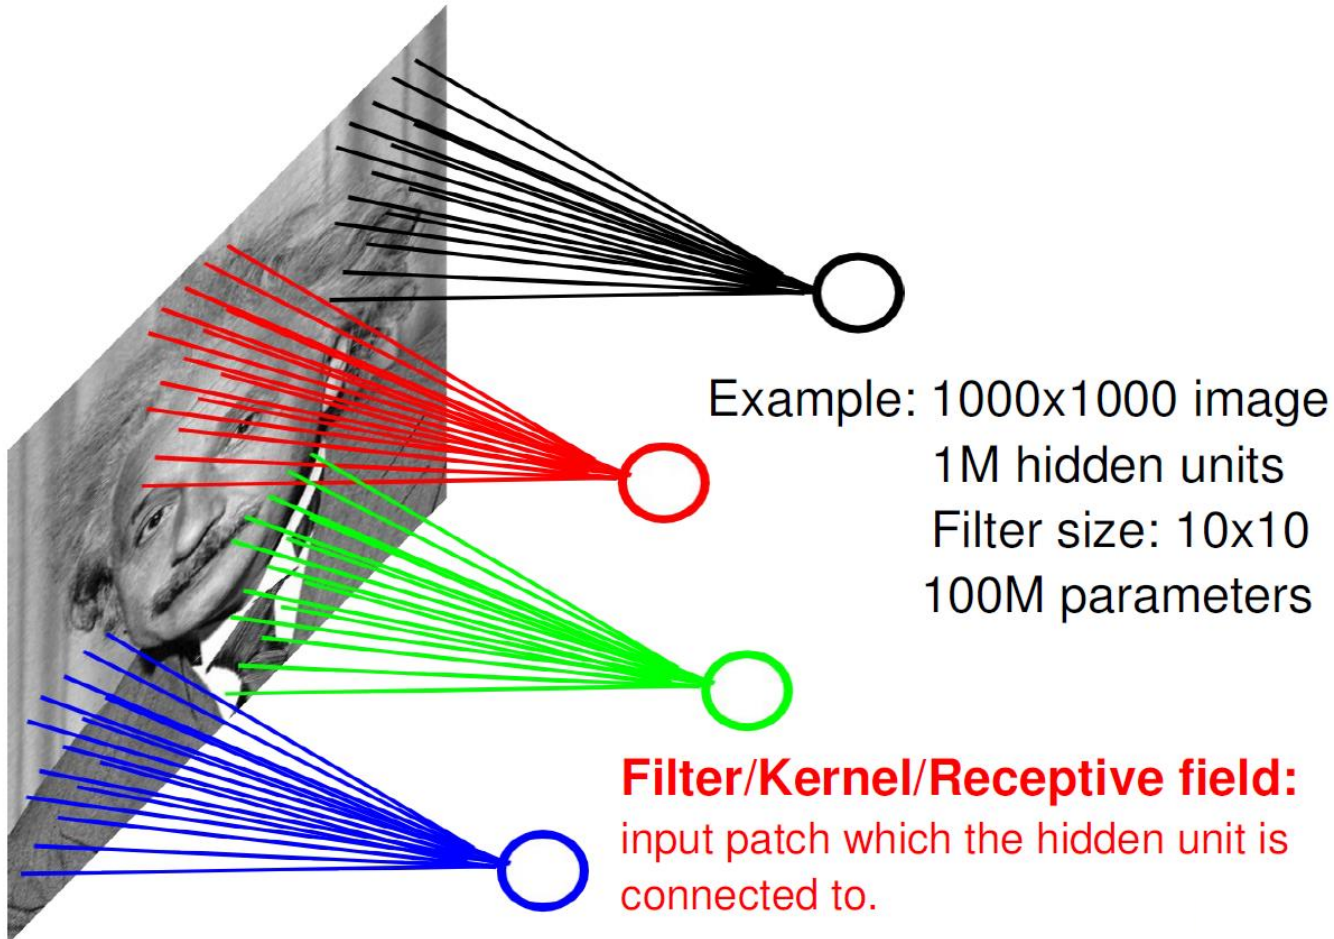 Example: 1000x1000 image
1M hidden units
Filter size: 10x10
100M parameters
Filter/Kernel/Receptive field:
input patch which the hidden unit is
connected to.